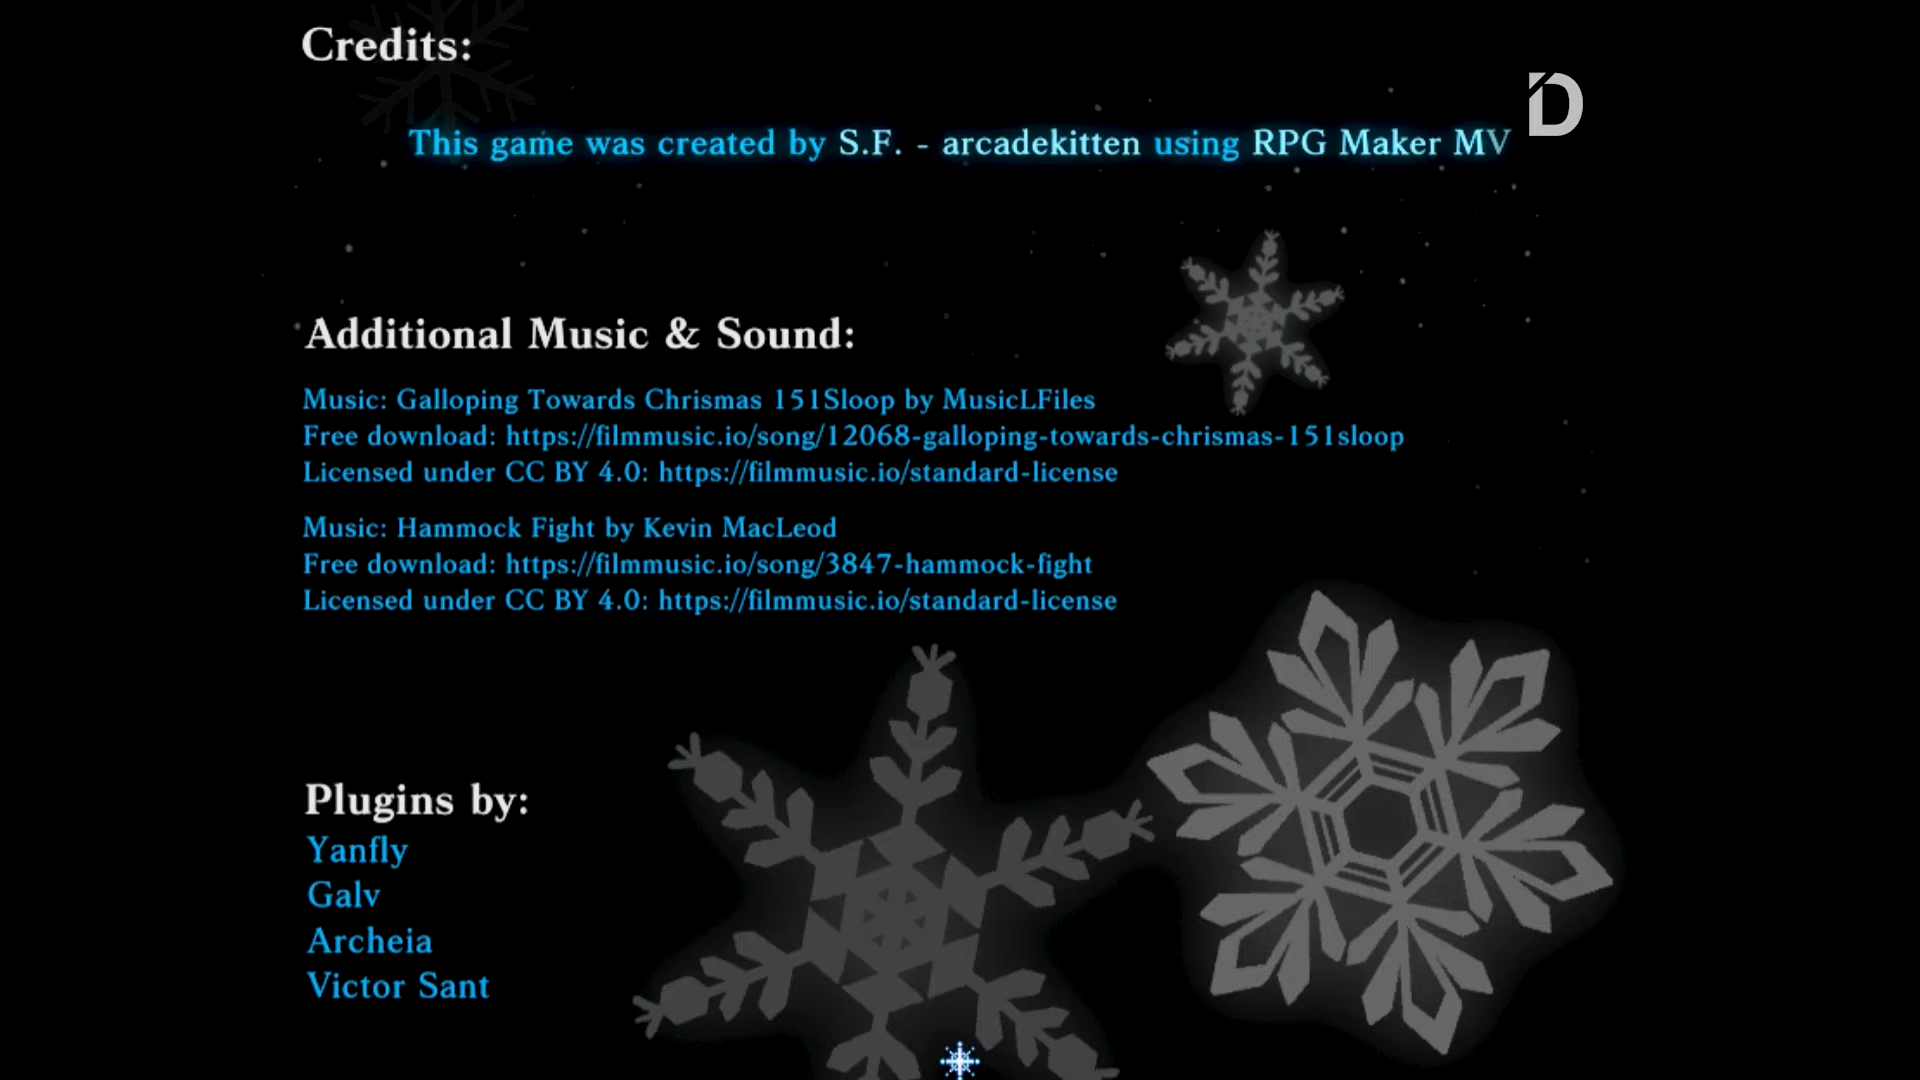 Credits:
D
This game was created by S.F. - arcadekitten using RPG Maker MV
Additional Music & Sound:
Music: Galloping Towards Chrismas 151Sloop by MusicLFiles
Free download: https://filmmusic.io/song/12068-galloping-towards-chrismas-151sloop
Licensed under CC BY 4.0: https://filmmusic.io/standard-license
Music: Hammock Fight by Kevin MacLeod
Free download: https://filmmusic.io/song/3847-hammock-fight
Licensed under CC BY 4.0: https://filmmusic.io/standard-license
Plugins by:
Yanfly
Galv
Archeia
Victor Sant